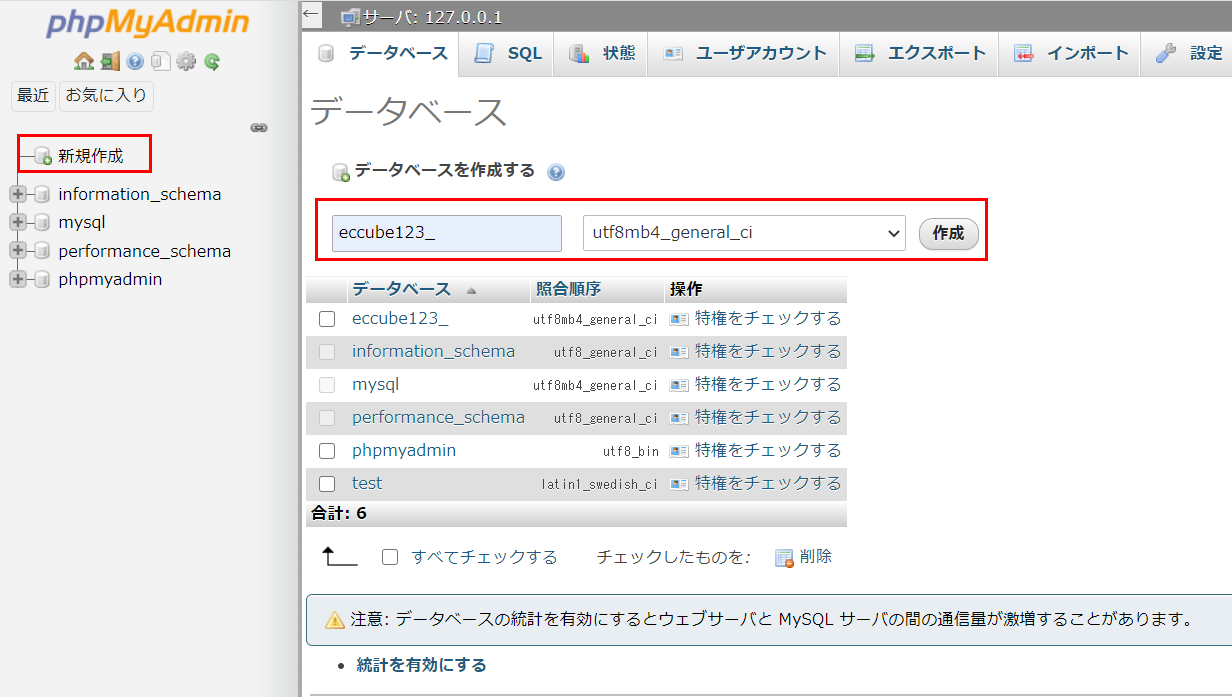 phpMyAdmin
最近 お気に入り
新規作成
information_schema
mysql
performance_schema
phpmyadmin
サーバ: 127.0.0.1
データベース SQL 状態 ユーザアカウント エクスポート インポート 設定
データベース
データベースを作成する
eccube123_ utf8mb4_general_ci 作成
データベース 照合順序 操作
eccube123_ utf8mb4_general_ci 特権をチェックする
information_schema utf8_general_ci 特権をチェックする
mysql utf8mb4_general_ci 特権をチェックする
performance_schema utf8_general_ci 特権をチェックする
phpmyadmin utf8_bin 特権をチェックする
test latin1_swedish_ci 特権をチェックする
合計: 6
すべてチェックする チェックしたものを: 削除
注意: データベースの統計を有効にするとウェブサーバと MySQL サーバの間の通信量が激増することがあります。
• 統計を有効にする